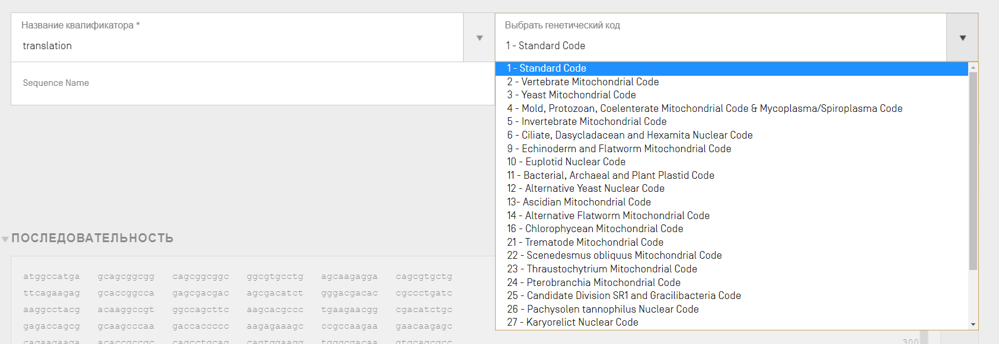 Название квалификатора *
translation
Выбрать генетический код
1 - Standard Code
Sequence Name
1 - Standard Code
2 - Vertebrate Mitochondrial Code
3 - Yeast Mitochondrial Code
4 - Mold, Protozoan, Coelenterate Mitochondrial Code & Mycoplasma/Spiroplasma Code
5 - Invertebrate Mitochondrial Code
6 - Ciliate, Dasycladacean and Hexamita Nuclear Code
9 - Echinoderm and Flatworm Mitochondrial Code
10 - Euplotid Nuclear Code
11 - Bacterial, Archaeal and Plant Plastid Code
12 - Alternative Yeast Nuclear Code
13- Ascidian Mitochondrial Code
14 - Alternative Flatworm Mitochondrial Code
16 - Chlorophycean Mitochondrial Code
21 - Trematode Mitochondrial Code
22 - Scenedesmus obliquus Mitochondrial Code
23 - Thraustochytrium Mitochondrial Code
24 - Pterobranchia Mitochondrial Code
25 - Candidate Division SR1 and Gracilibacteria Code
26 - Pachysolen tannophilus Nuclear Code
27 - Karyorelict Nuclear Code
ПОСЛЕДОВАТЕЛЬНОСТЬ
atggccatga gcagcggcgg cagcggcggc ggcgtgcctg agcaagagga cagcgtgctg
ttcagaagag gcaccggcca gagcgacgac agcgacatct gggacgacac cgccctgatc
aaggcctacg acaaggccgt ggccagcttc aagcacgccc tgaagaacgg cgacatctgc
gagaccagcg gcaagcccaa gaccaccccc aagagaaagc ccgccaagaa gaacaagagc
cagaagaaga acaccgccgc cagcctgcag cagtggaagg tgggcgacaa gtgcagcgcc 300